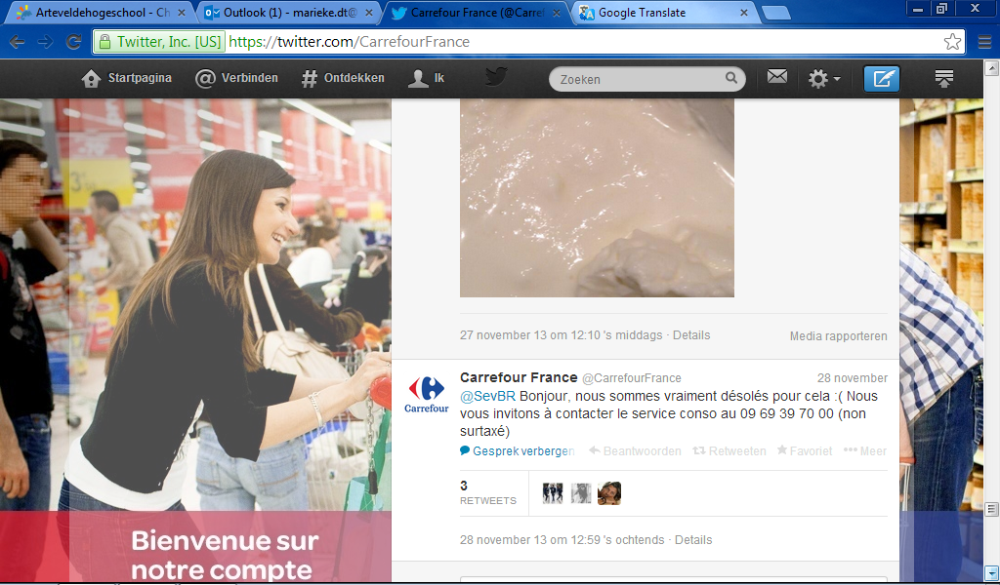 Arteveldehogeschool - Ch
Outlook (1) - marieke.dt@
Carrefour France (@Carref
Google Translate
Twitter, Inc. [US] https://twitter.com/CarrefourFrance
Startpagina
Verbinden
Ontdekken
Ik
Zoeken
27 november 13 om 12:10 's middags · Details
Media rapporteren
Carrefour France @CarrefourFrance
28 november
@SevBR Bonjour, nous sommes vraiment désolés pour cela :( Nous
vous invitons à contacter le service conso au 09 69 39 70 00 (non
surtaxé)
Gesprek verbergen
Beantwoorden
Retweeten
Favoriet
Meer
Carrefour
3
RETWEETS
28 november 13 om 12:59 's ochtends · Details
Bienvenue sur
notre compte